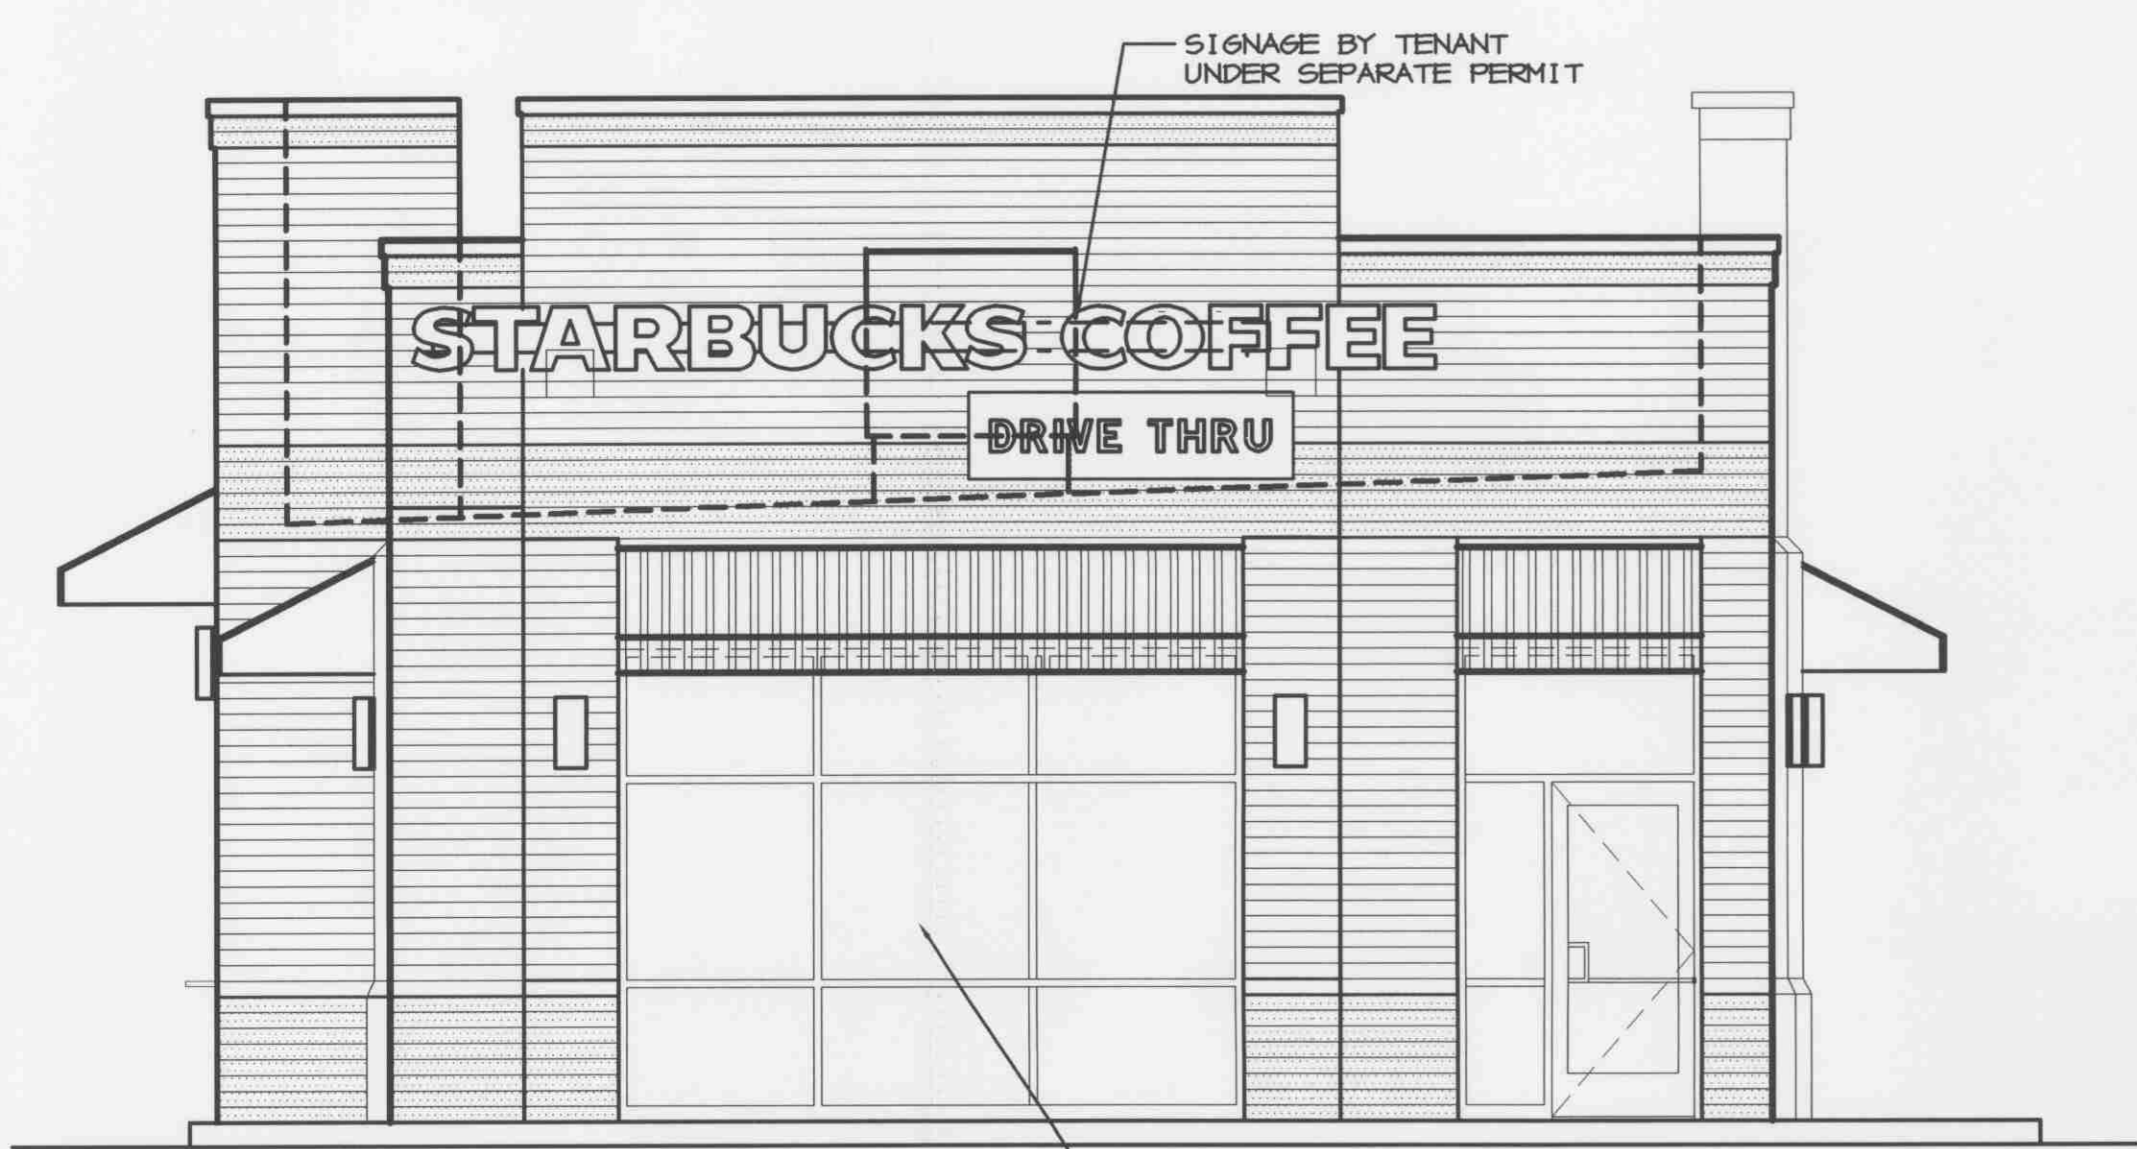 SIGNAGE BY TENANT
UNDER SEPARATE PERMIT
STARBUCKS COFFEE
DRIVE THRU